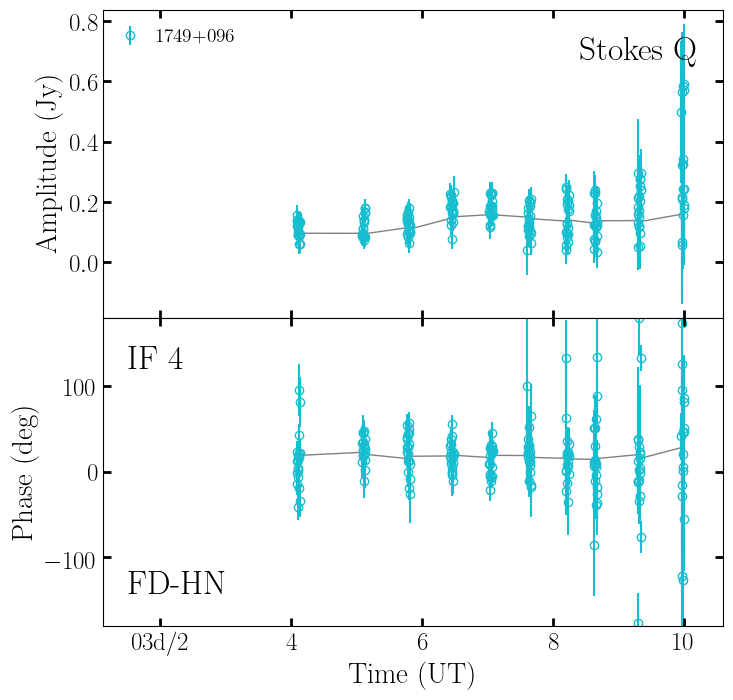 0.8
1749+096
Stokes Q
0.6
0.4
0.2
0.0
Amplitude (Jy)
IF 4
100
0
−100
Phase (deg)
FD-HN
03d/2
4
6
8
10
Time (UT)